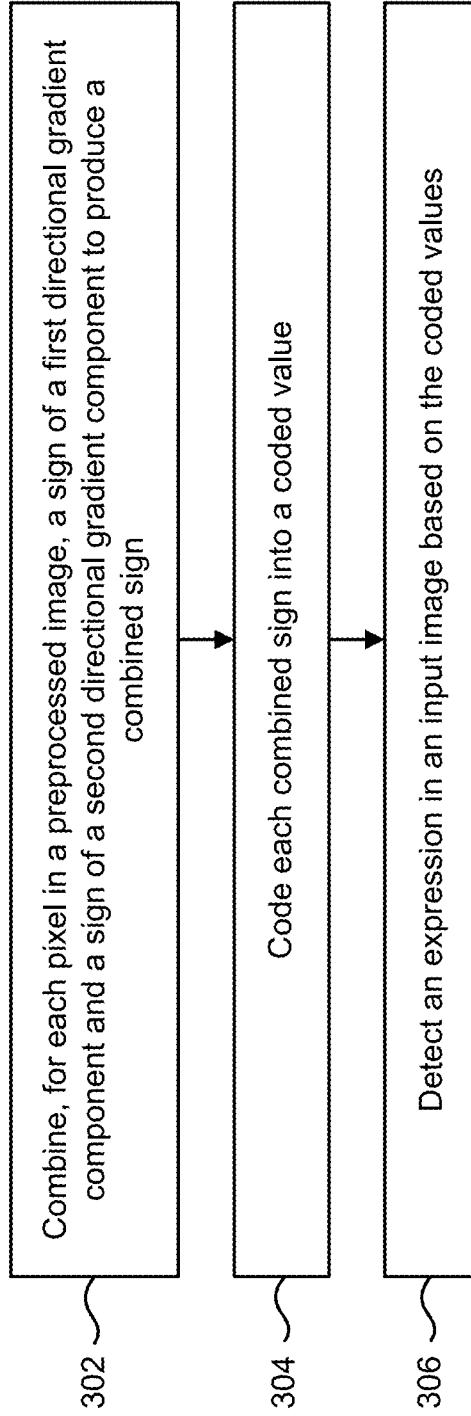 302
Combine, for each pixel in a preprocessed image, a sign of a first directional gradient
component and a sign of a second directional gradient component to produce a
combined sign
304
Code each combined sign into a coded value
306
Detect an expression in an input image based on the coded values